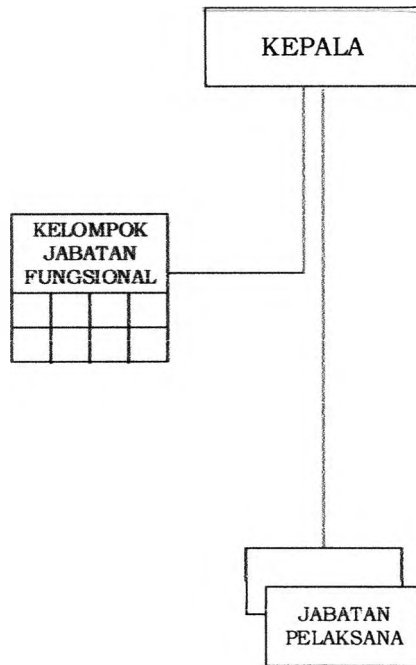 KEPALA
KELOMPOK
JABATAN
FUNGSIONAL
JABATAN
PELAKSANA